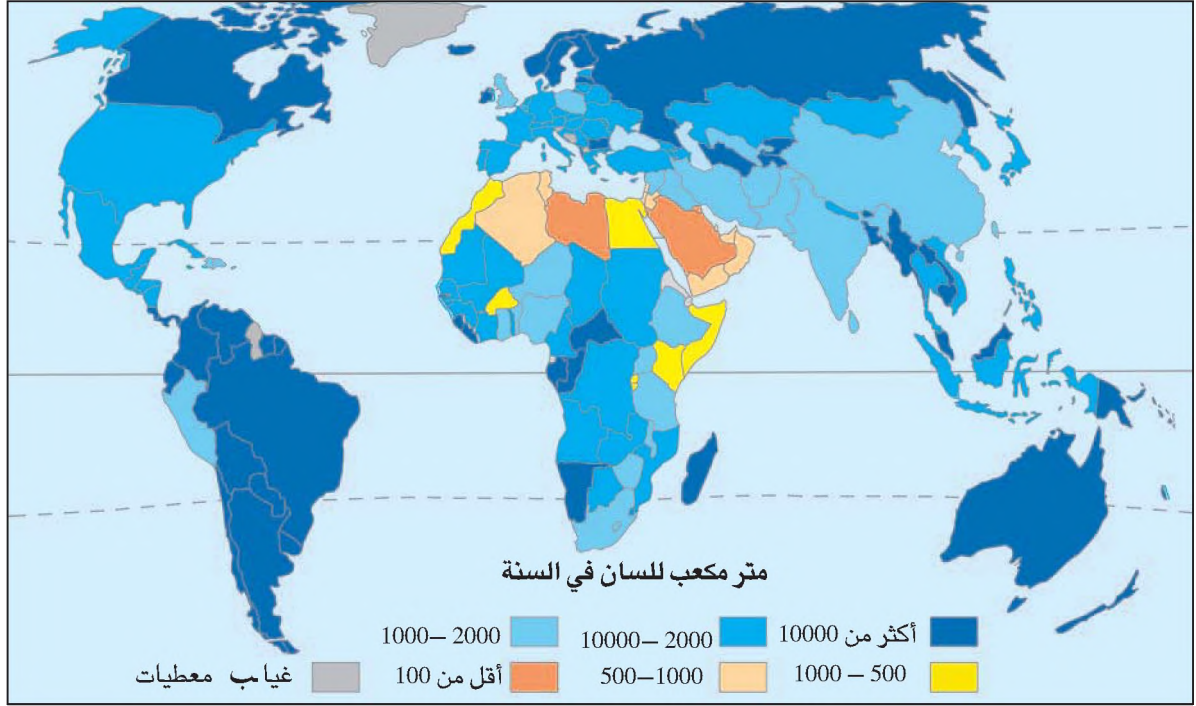 متر مكعب للسان في السنة
أكثر من 10000
10000 – 2000
1000 – 2000
1000 – 500
500 – 1000
أقل من 100
غياب معطيات